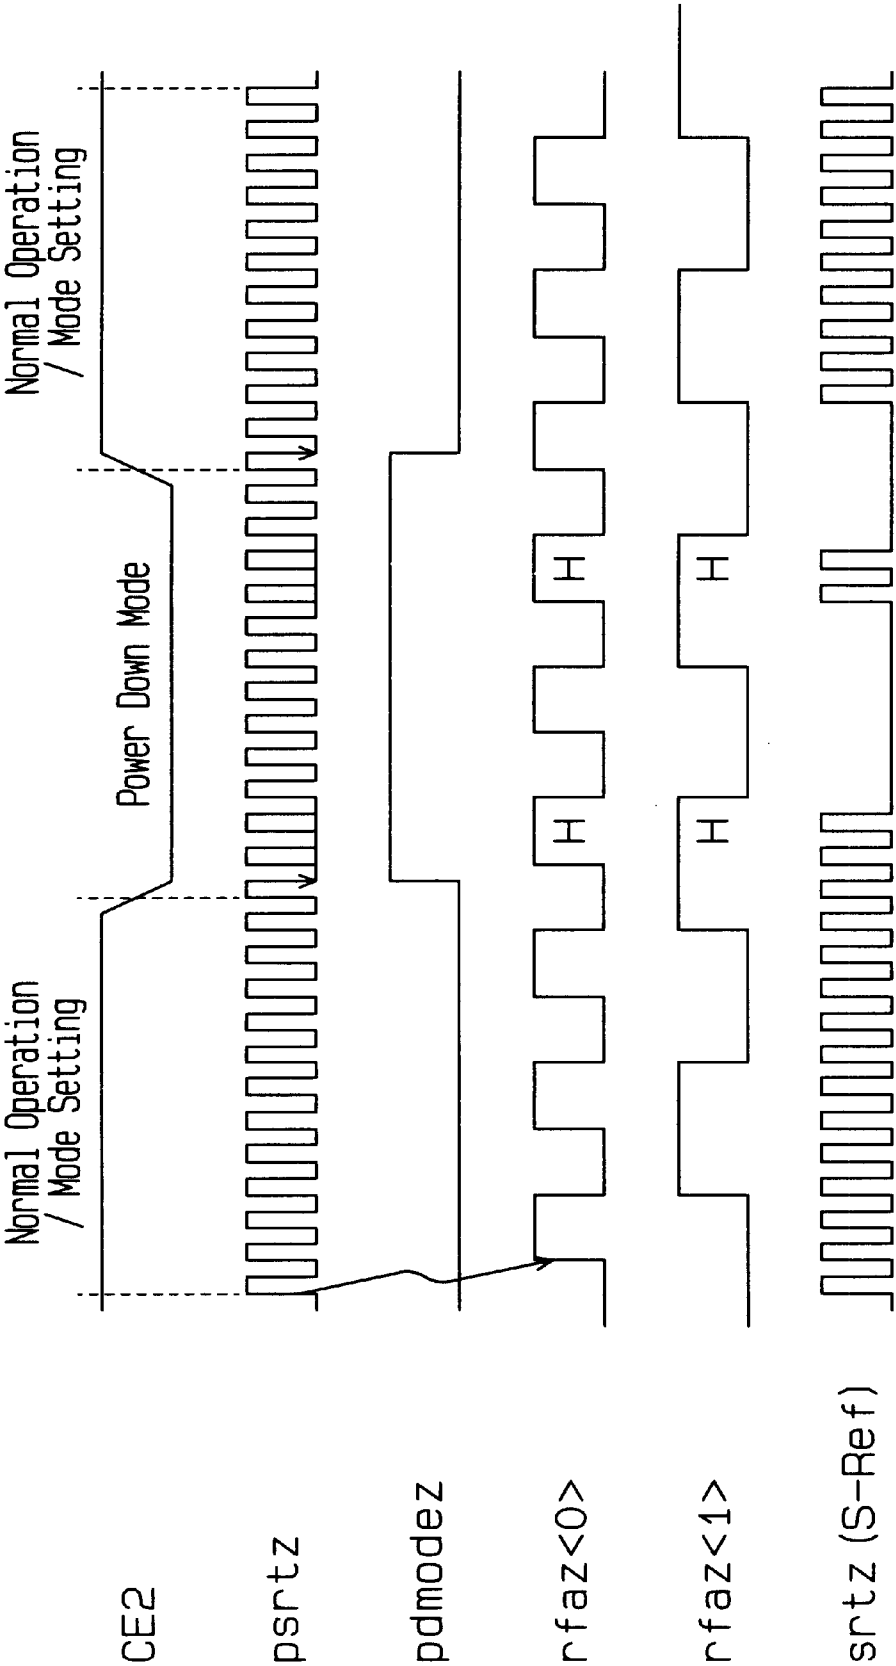 Normal Operation
/ Mode Setting
Power Down Mode
Normal Operation
/ Mode Setting
CE2
psrtz
pdmodez
rfaz<0>
H
H
rfaz<1>
H
H
srtz (S-Ref)